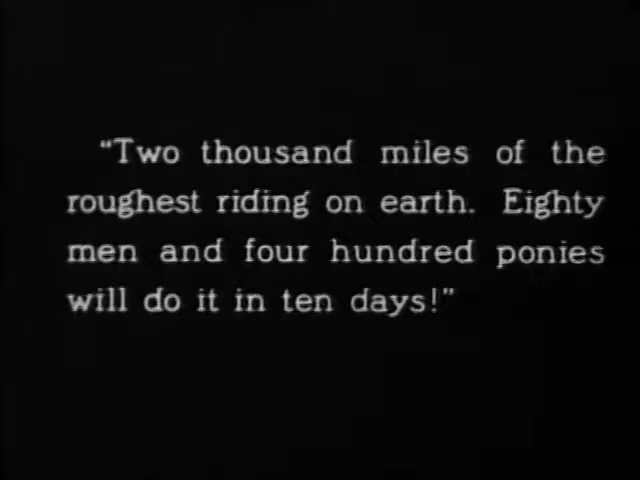 "Two thousand miles of the
roughest riding on earth. Eighty
men and four hundred ponies
will do it in ten days!"